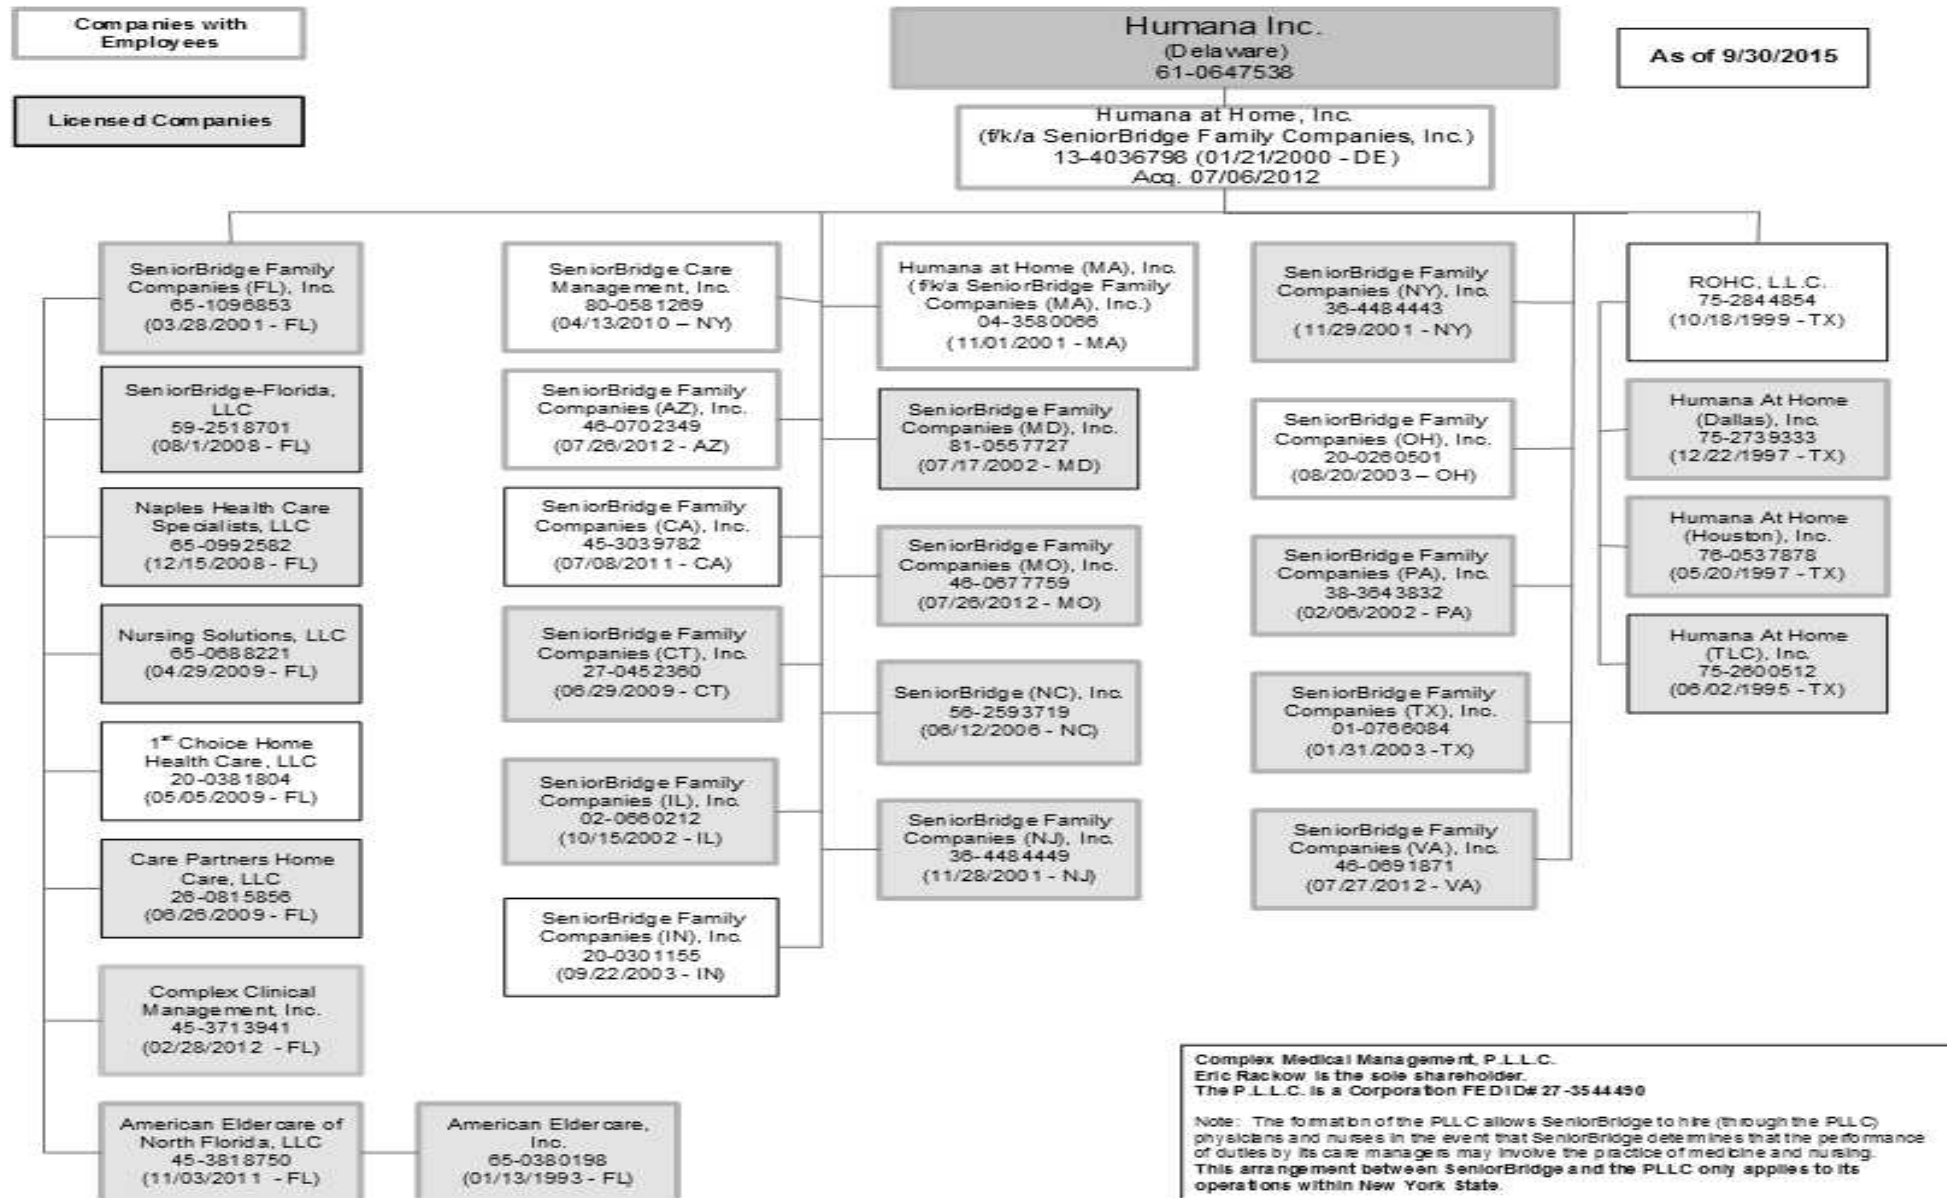 Companies with
Employees
Licensed Companies
Humana Inc.
(Delaware)
61-0647538
As of 9/30/2015
Humana at Home, Inc.
(f/k/a SeniorBridge Family Companies, Inc.)
13-4036798 (01/21/2000 - DE)
Acq. 07/06/2012
SeniorBridge Family
Companies (FL), Inc.
65-1096853
(03/28/2001 - FL)
SeniorBridge-Florida,
LLC
59-2518701
(08/1/2008 - FL)
Naples Health Care
Specialists, LLC
65-0992582
(12/15/2008 - FL)
Nursing Solutions, LLC
65-0688221
(04/29/2009 - FL)
1st Choice Home
Health Care, LLC
20-0381804
(05/05/2009 - FL)
Care Partners Home
Care, LLC
26-0815856
(06/26/2009 - FL)
Complex Clinical
Management, Inc.
45-3713941
(02/28/2012 - FL)
American Eldercare of
North Florida, LLC
45-3818750
(11/03/2011 - FL)
American Eldercare,
Inc.
65-0380198
(01/13/1993 - FL)
SeniorBridge Care
Management, Inc.
80-0581269
(04/13/2010 – NY)
SeniorBridge Family
Companies (AZ), Inc.
46-0702349
(07/26/2012 - AZ)
SeniorBridge Family
Companies (CA), Inc.
45-3039782
(07/08/2011 - CA)
SeniorBridge Family
Companies (CT), Inc.
27-0452360
(06/29/2009 - CT)
SeniorBridge Family
Companies (IL), Inc.
02-0660212
(10/15/2002 - IL)
SeniorBridge Family
Companies (IN), Inc.
20-0301155
(09/22/2003 - IN)
Humana at Home (MA), Inc.
(f/k/a SeniorBridge Family
Companies (MA), Inc.)
04-3580066
(11/01/2001 - MA)
SeniorBridge Family
Companies (MD), Inc.
81-0557727
(07/17/2002 - MD)
SeniorBridge Family
Companies (MO), Inc.
46-0677759
(07/26/2012 - MO)
SeniorBridge (NC), Inc.
56-2593719
(06/12/2006 - NC)
SeniorBridge Family
Companies (NJ), Inc.
36-4484449
(11/28/2001 - NJ)
SeniorBridge Family
Companies (NY), Inc.
36-4484443
(11/29/2001 - NY)
SeniorBridge Family
Companies (OH), Inc.
20-0260501
(08/20/2003 – OH)
SeniorBridge Family
Companies (PA), Inc.
38-3643832
(02/06/2002 - PA)
SeniorBridge Family
Companies (TX), Inc.
01-0766084
(01/31/2003 -TX)
SeniorBridge Family
Companies (VA), Inc.
46-0691871
(07/27/2012 - VA)
ROHC, L.L.C.
75-2844854
(10/18/1999 - TX)
Humana At Home
(Dallas), Inc.
75-2739333
(12/22/1997 - TX)
Humana At Home
(Houston), Inc.
76-0537878
(05/20/1997 - TX)
Humana At Home
(TLC), Inc.
75-2600512
(06/02/1995 - TX)
Complex Medical Management, P.L.L.C.
Eric Rackow is the sole shareholder.
The P.L.L.C. is a Corporation FED ID# 27-3544490
Note: The formation of the PLLC allows SeniorBridge to hire (through the PLLC)
physicians and nurses in the event that SeniorBridge determines that the performance
of duties by its care managers may involve the practice of medicine and nursing.
This arrangement between SeniorBridge and the PLLC only applies to its
operations within New York State.